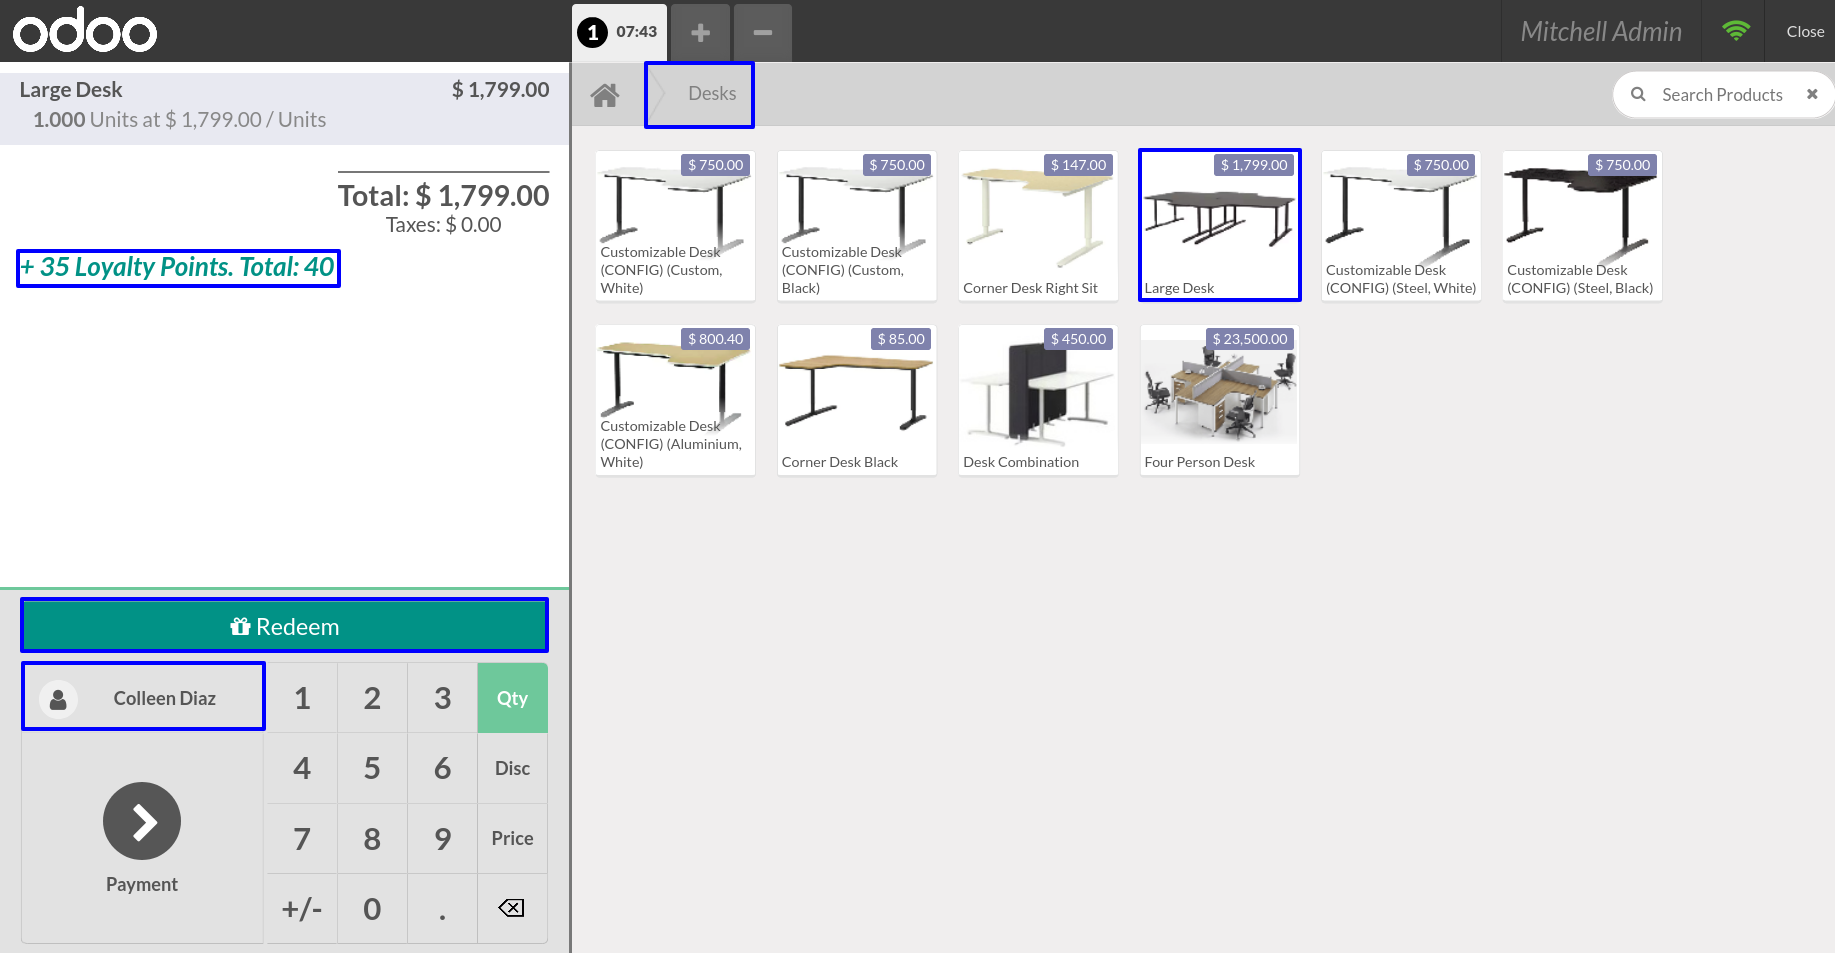 odoo
1 07:43
Mitchell Admin
Close
Large Desk $ 1,799.00
1.000 Units at $ 1,799.00 / Units
Total: $ 1,799.00
Taxes: $ 0.00
+ 35 Loyalty Points. Total: 40
Redeem
Colleen Diaz
Payment
1 2 3 Qty
4 5 6 Disc
7 8 9 Price
+/- 0 .
Desks
Search Products
$ 750.00
Customizable Desk
(CONFIG) (Custom,
White)
$ 750.00
Customizable Desk
(CONFIG) (Custom,
Black)
$ 147.00
Corner Desk Right Sit
$ 1,799.00
Large Desk
$ 750.00
Customizable Desk
(CONFIG) (Steel, White)
$ 750.00
Customizable Desk
(CONFIG) (Steel, Black)
$ 800.40
Customizable Desk
(CONFIG) (Aluminium,
White)
$ 85.00
Corner Desk Black
$ 450.00
Desk Combination
$ 23,500.00
Four Person Desk